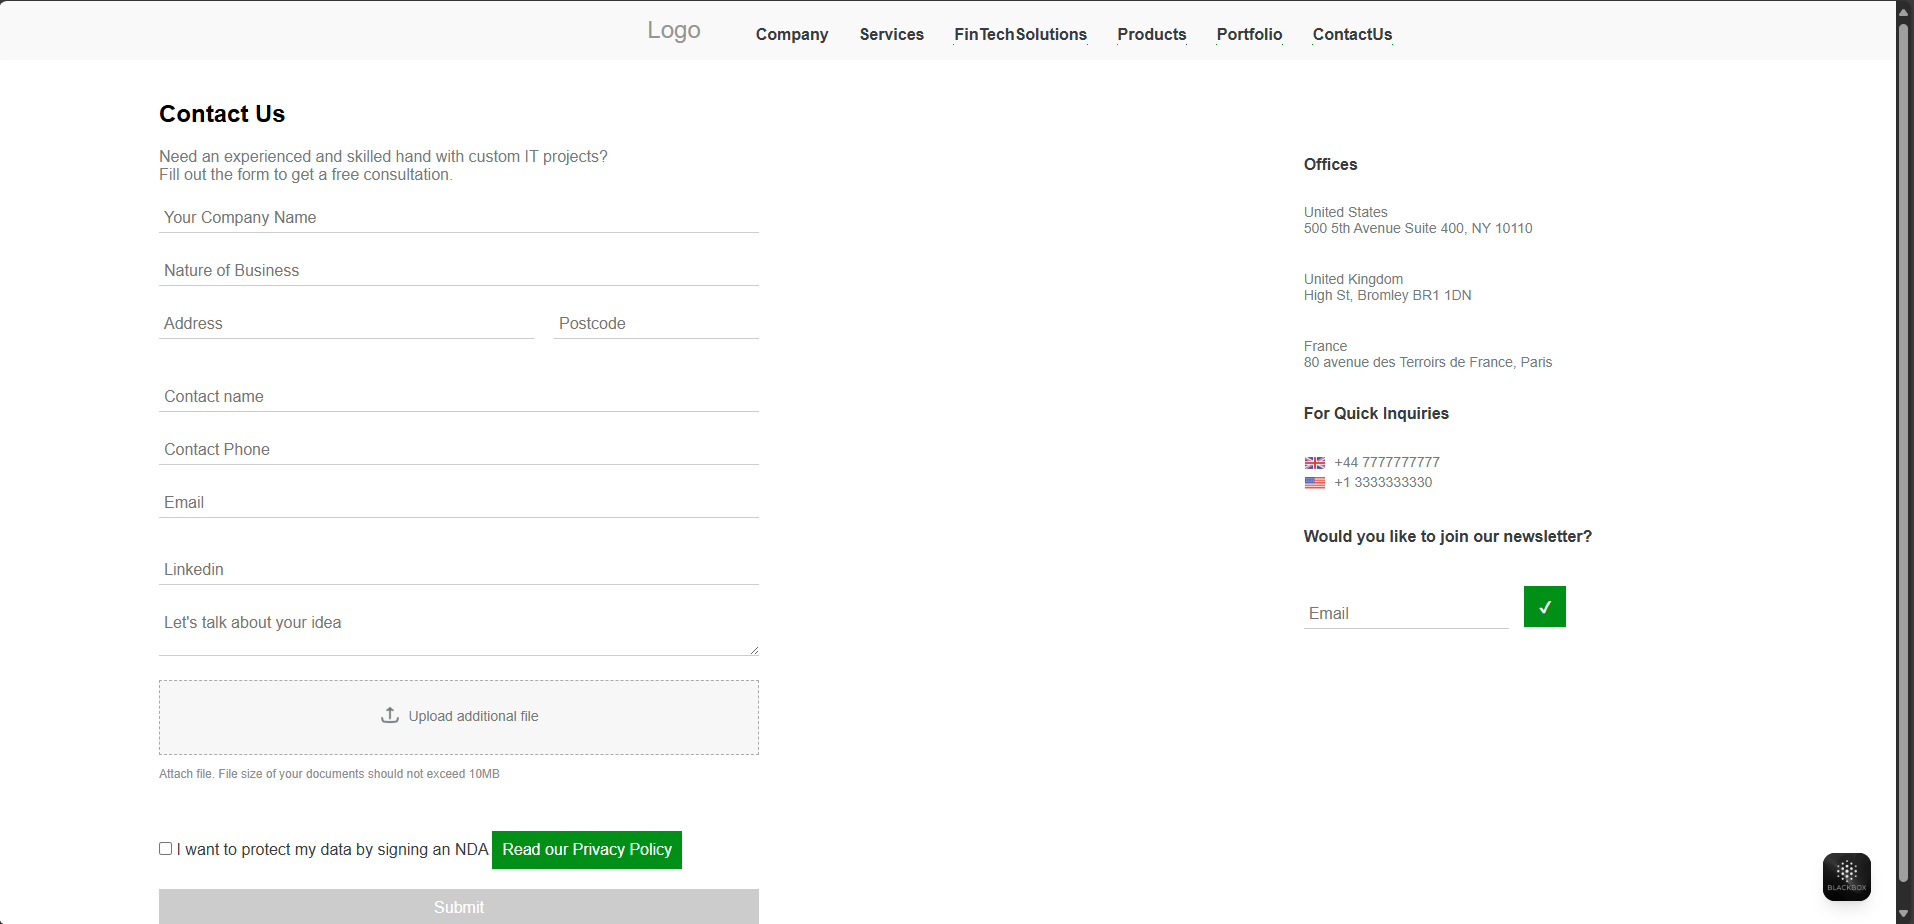 Logo
Company
Services
FinTechSolutions
Products
Portfolio
ContactUs
Contact Us
Need an experienced and skilled hand with custom IT projects?
Fill out the form to get a free consultation.
Your Company Name
Nature of Business
Address
Postcode
Contact name
Contact Phone
Email
Linkedin
Let's talk about your idea
Upload additional file
Attach file. File size of your documents should not exceed 10MB
I want to protect my data by signing an NDA
Read our Privacy Policy
Submit
Offices
United States
500 5th Avenue Suite 400, NY 10110
United Kingdom
High St, Bromley BR1 1DN
France
80 avenue des Terroirs de France, Paris
For Quick Inquiries
+44 7777777777
+1 3333333330
Would you like to join our newsletter?
Email
BLACKBOX